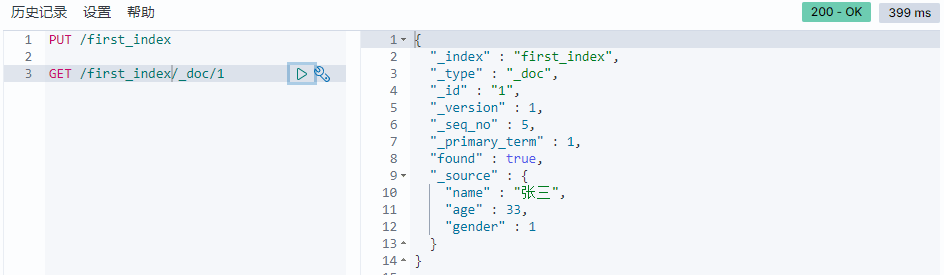 历史记录 设置 帮助
200 - OK 399 ms
1 PUT /first_index
2
3 GET /first_index/_doc/1
1 {
2 "_index" : "first_index",
3 "_type" : "_doc",
4 "_id" : "1",
5 "_version" : 1,
6 "_seq_no" : 5,
7 "_primary_term" : 1,
8 "found" : true,
9 "_source" : {
10 "name" : "张三",
11 "age" : 33,
12 "gender" : 1
13 }
14 }